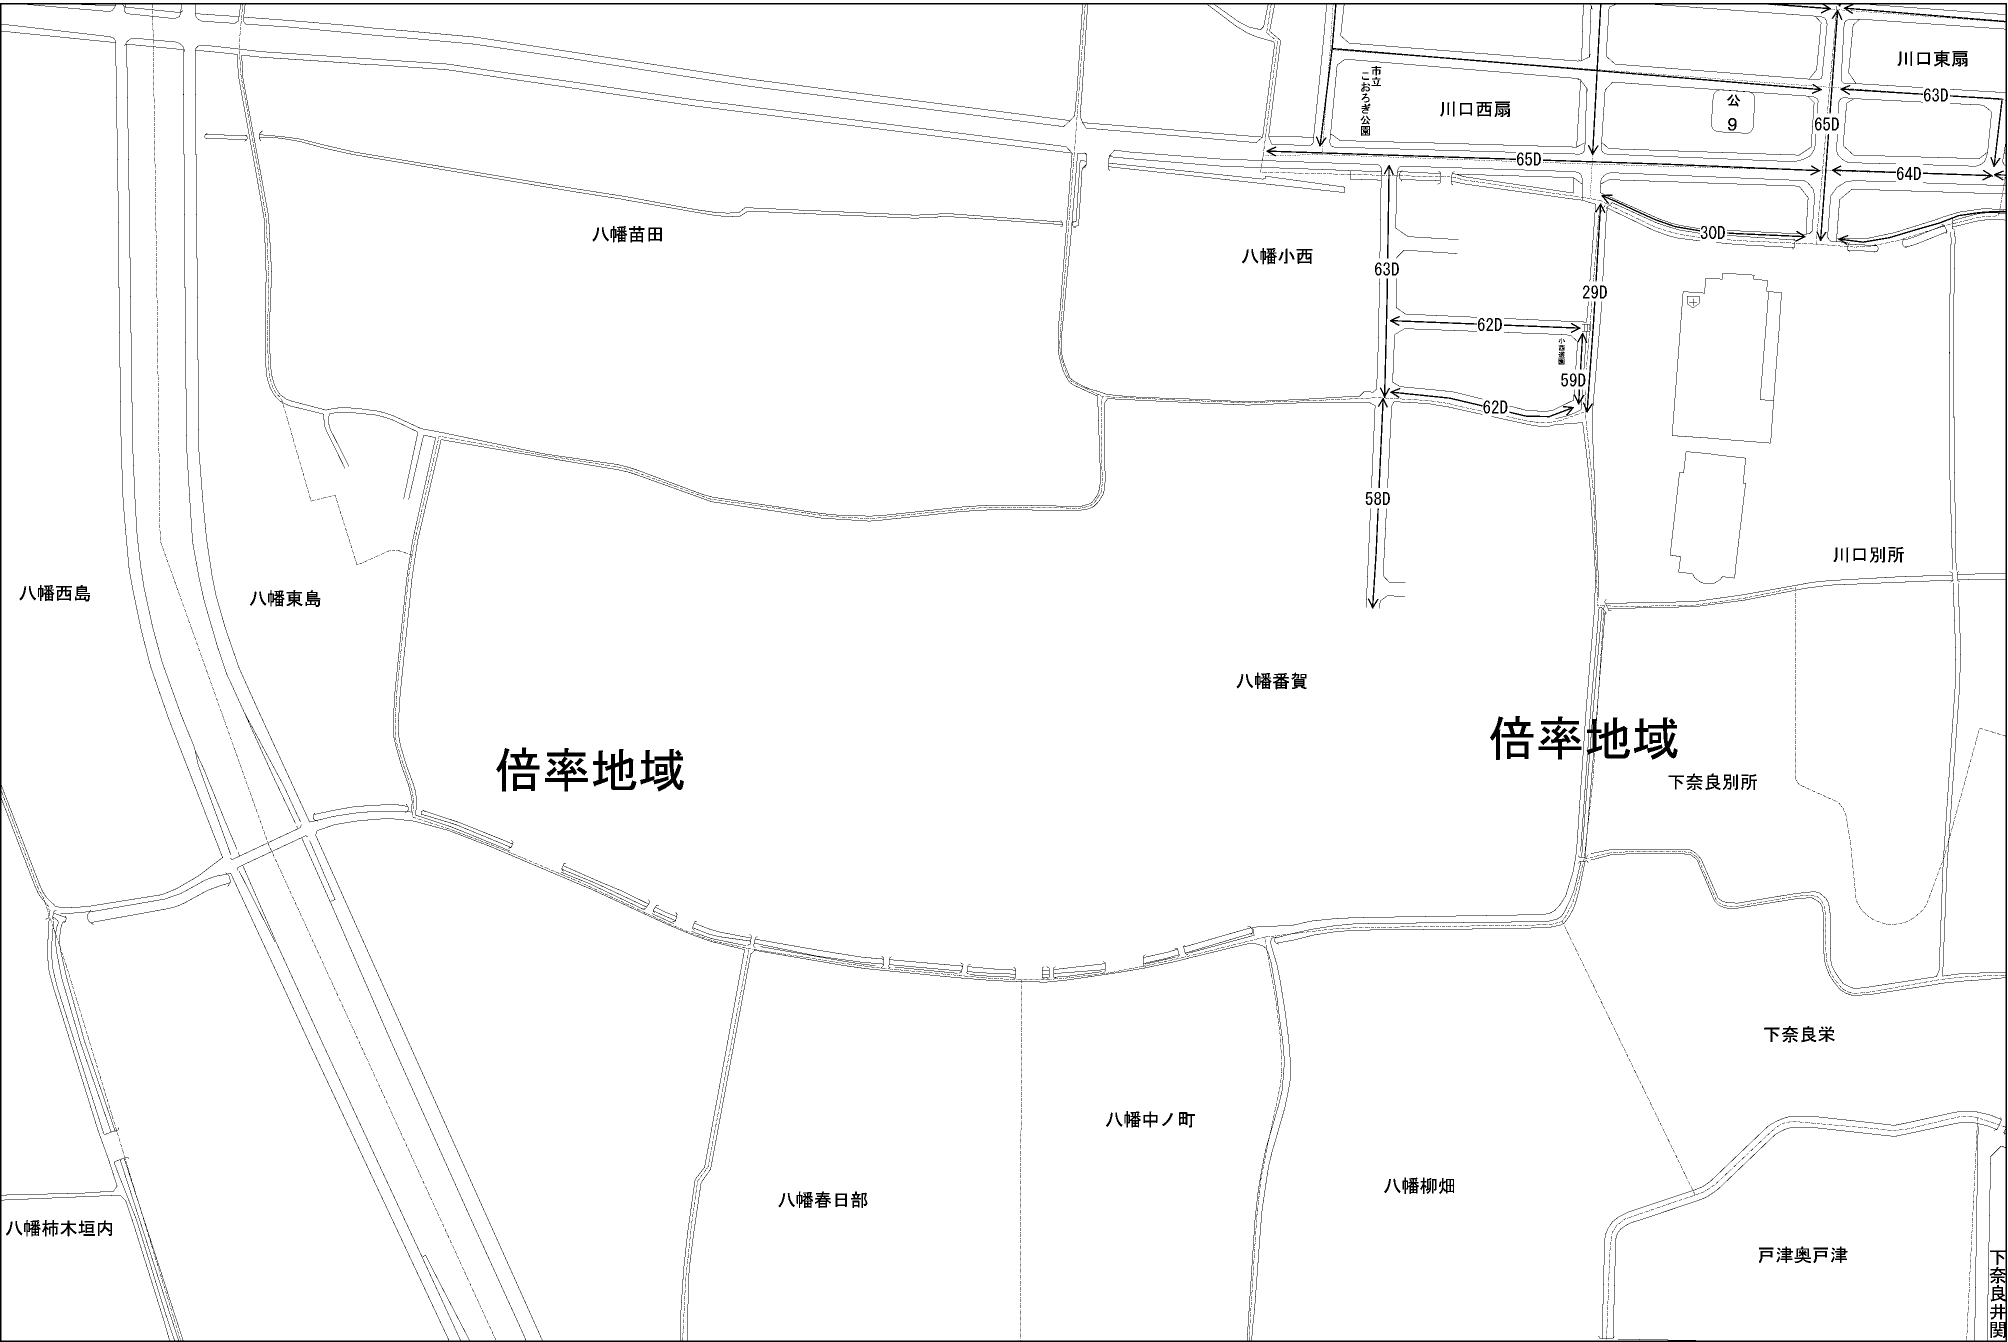 川口東扇
63D
公
9
市立
こおろぎ公園
川口西扇
65D
65D
64D
30D
八幡苗田
八幡小西
63D
29D
62D
小西遊園
59D
62D
58D
川口別所
八幡西島
八幡東島
八幡番賀
倍率地域
倍率地域
下奈良別所
下奈良栄
八幡中ノ町
八幡柳畑
八幡春日部
八幡柿木垣内
戸津奥戸津
下奈良井関